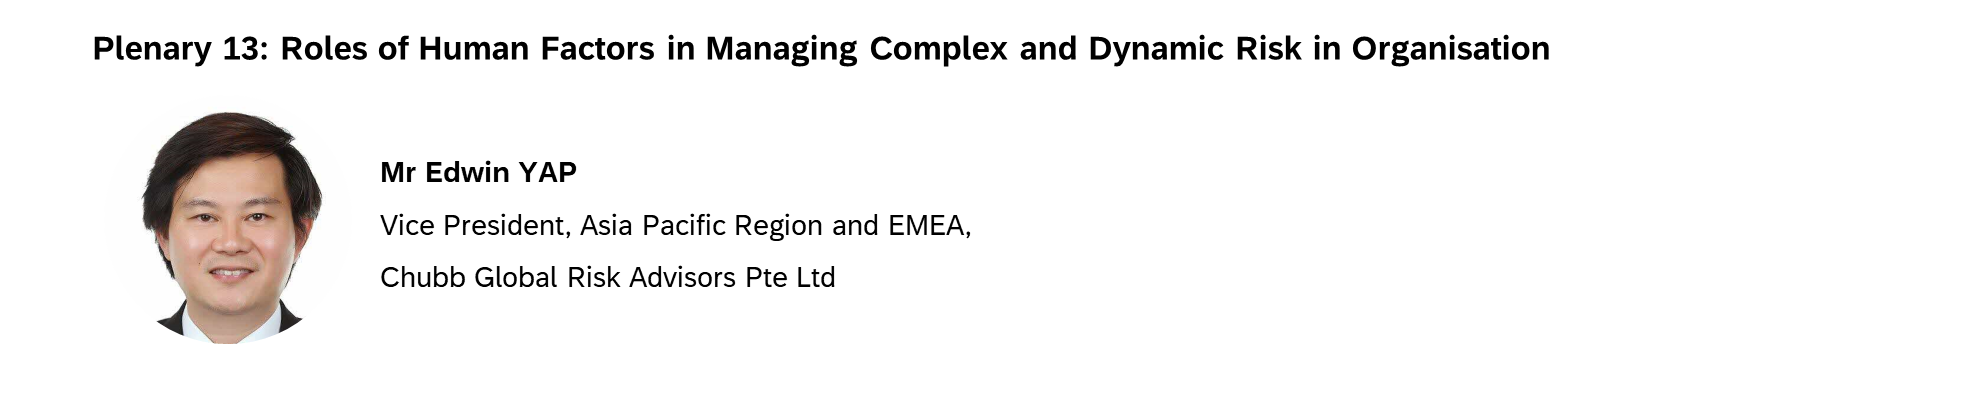 Plenary 13: Roles of Human Factors in Managing Complex and Dynamic Risk in Organisation
Mr Edwin YAP
Vice President, Asia Pacific Region and EMEA,
Chubb Global Risk Advisors Pte Ltd